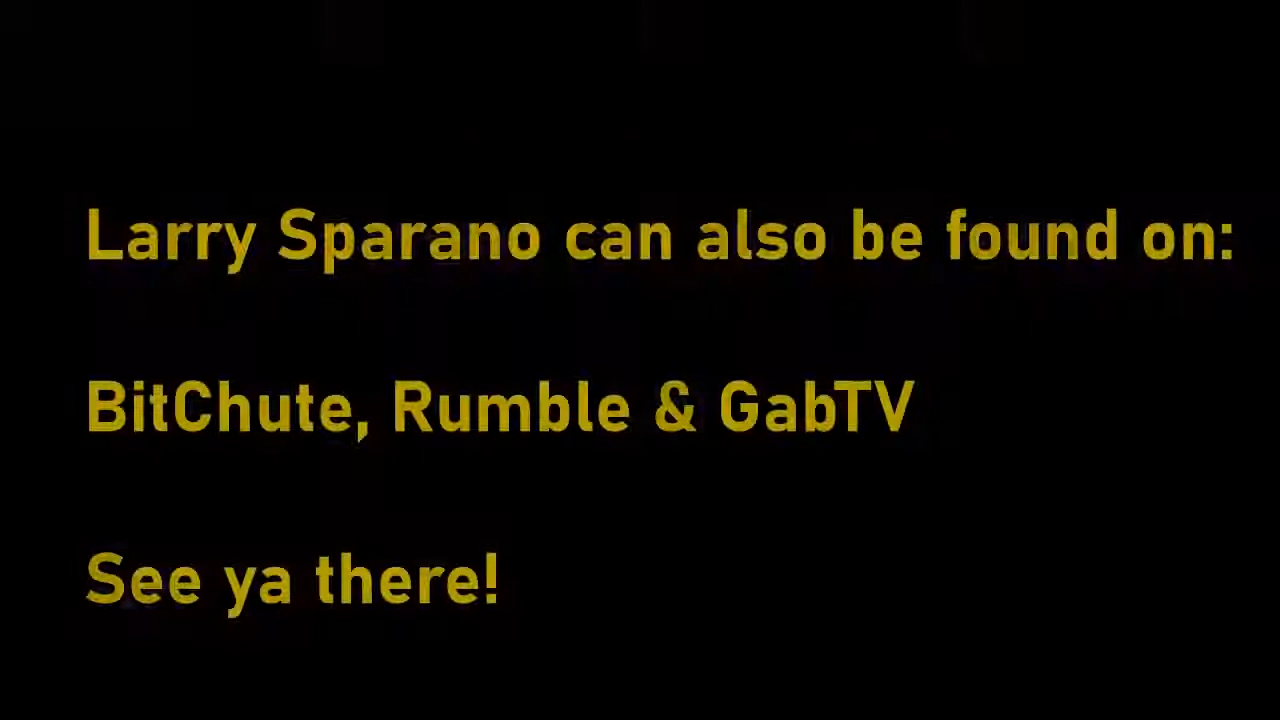 Larry Sparano can also be found on:
BitChute, Rumble & GabTV
See ya there!